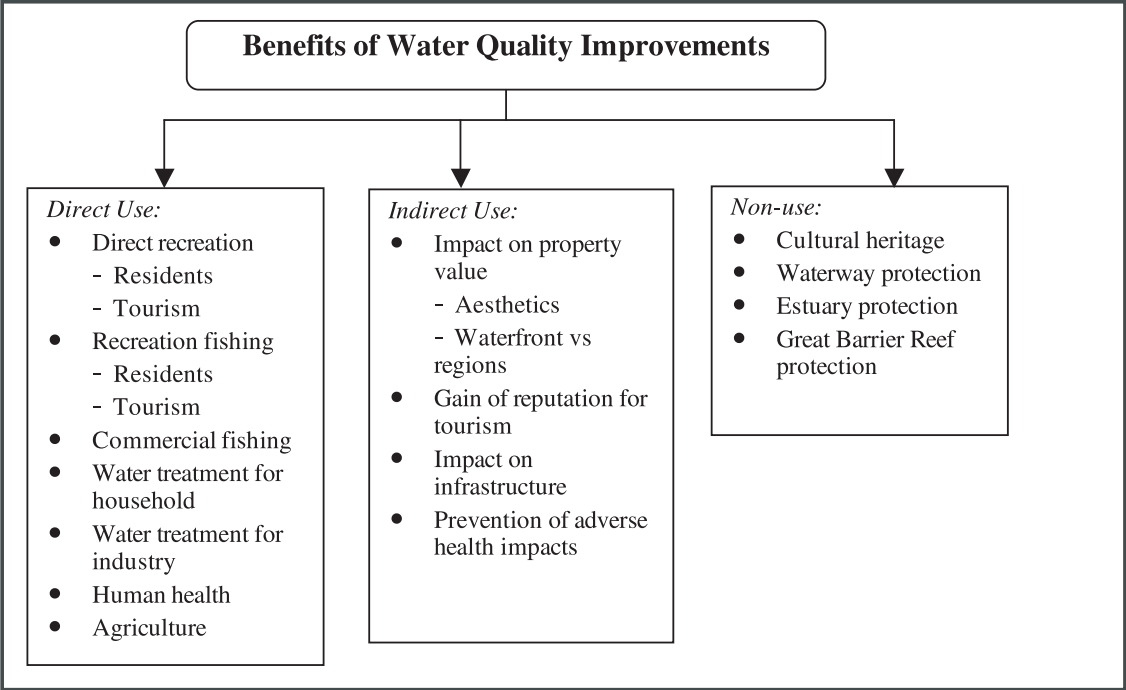 Benefits of Water Quality Improvements
Direct Use:
● Direct recreation
- Residents
- Tourism
● Recreation fishing
- Residents
- Tourism
● Commercial fishing
● Water treatment for
household
● Water treatment for
industry
● Human health
● Agriculture
Indirect Use:
● Impact on property
value
- Aesthetics
- Waterfront vs
regions
● Gain of reputation for
tourism
● Impact on
infrastructure
● Prevention of adverse
health impacts
Non-use:
● Cultural heritage
● Waterway protection
● Estuary protection
● Great Barrier Reef
protection